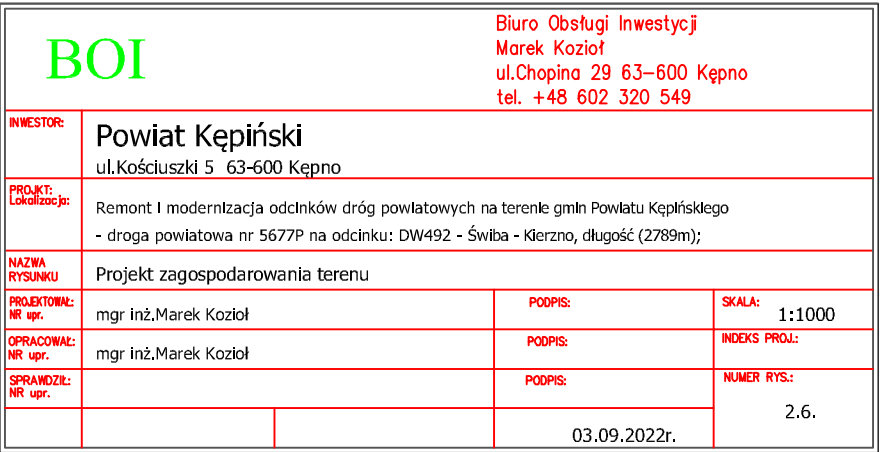 BOI
Biuro Obsługi Inwestycji
Marek Kozioł
ul.Chopina 29 63-600 Kępno
tel. +48 602 320 549
INWESTOR:
Powiat Kępiński
ul.Kościuszki 5 63-600 Kępno
PROJKT:
Lokalizacja:
Remont i modernizacja odcinków dróg powiatowych na terenie gmin Powiatu Kępińskiego
- droga powiatowa nr 5677P na odcinku: DW492 - Świba - Kierzno, długość (2789m);
NAZWA
RYSUNKU
Projekt zagospodarowania terenu
PROJEKTOWAŁ:
NR upr.
mgr inż.Marek Kozioł
PODPIS:
SKALA:
1:1000
OPRACOWAŁ:
NR upr.
mgr inż.Marek Kozioł
PODPIS:
INDEKS PROJ.:
SPRAWDZIŁ:
NR upr.
PODPIS:
NUMER RYS.:
2.6.
03.09.2022r.